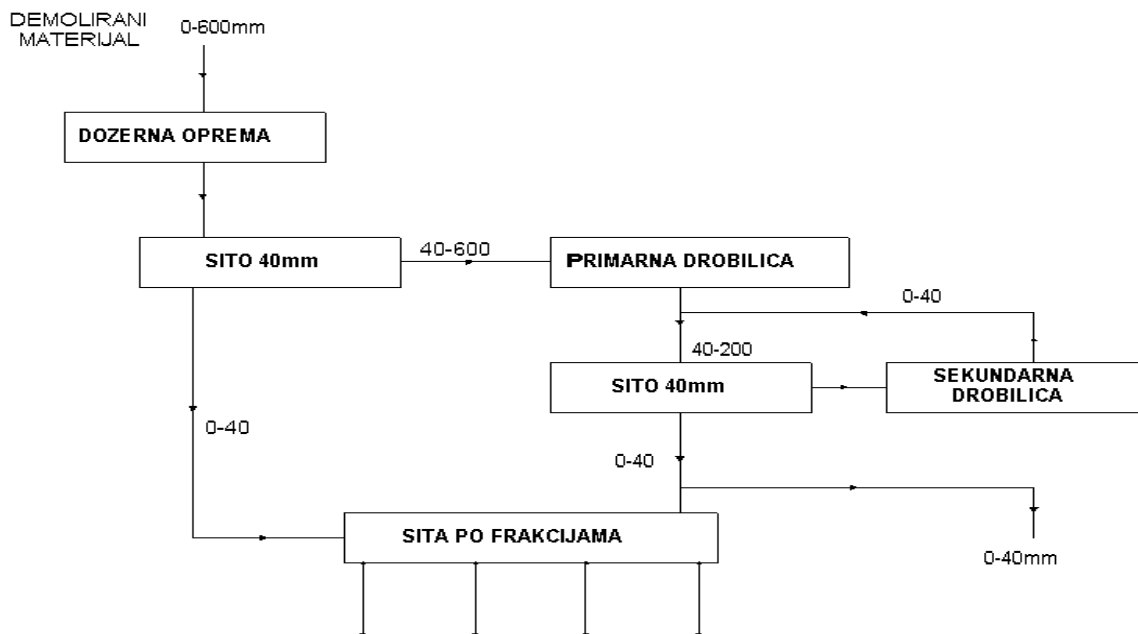 DEMOLIRANI
MATERIJAL
0-600mm
DOZERNA OPREMA
SITO 40mm
40-600
PRIMARNA DROBILICA
0-40
40-200
SITO 40mm
SEKUNDARNA
DROBILICA
0-40
0-40
SITA PO FRAKCIJAMA
0-40mm